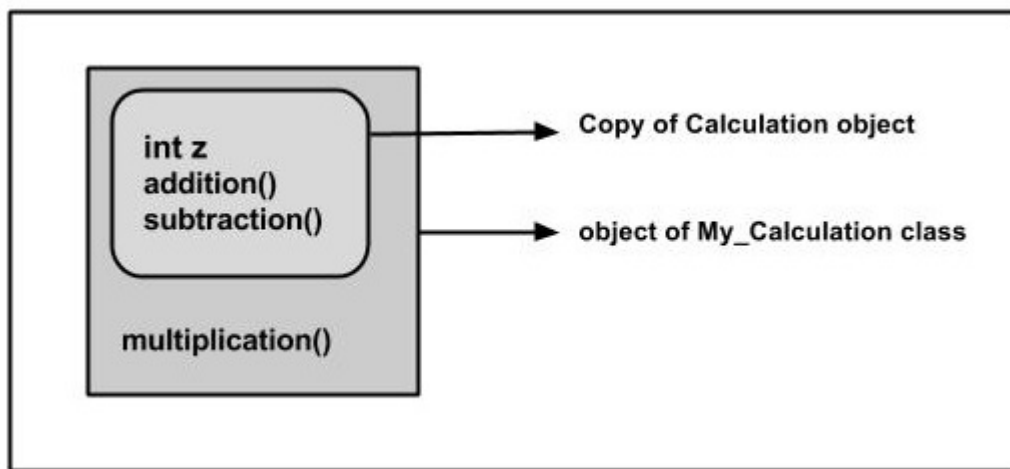 int z
addition()
subtraction()
multiplication()
Copy of Calculation object
object of My_Calculation class